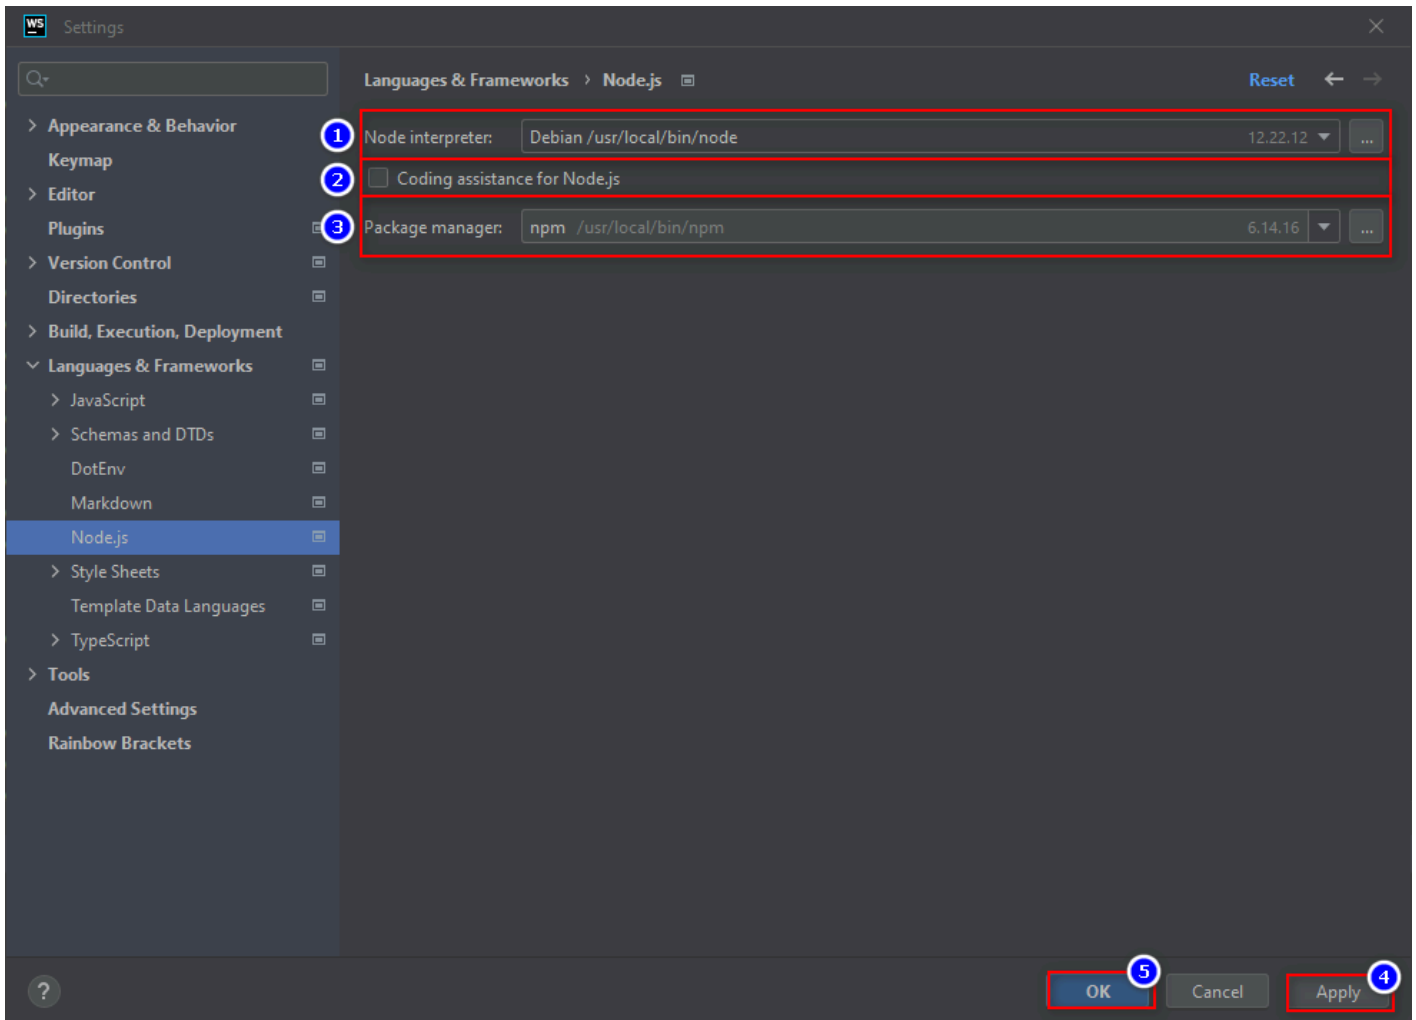 WS Settings
Languages & Frameworks > Node.js Reset
Appearance & Behavior
Keymap
Editor
Plugins
Version Control
Directories
Build, Execution, Deployment
Languages & Frameworks
JavaScript
Schemas and DTDs
DotEnv
Markdown
Node.js
Style Sheets
Template Data Languages
TypeScript
Tools
Advanced Settings
Rainbow Brackets
1 Node interpreter: Debian /usr/local/bin/node 12.22.12 ...
2 Coding assistance for Node.js
3 Package manager: npm /usr/local/bin/npm 6.14.16 ...
? OK 5 Cancel Apply 4